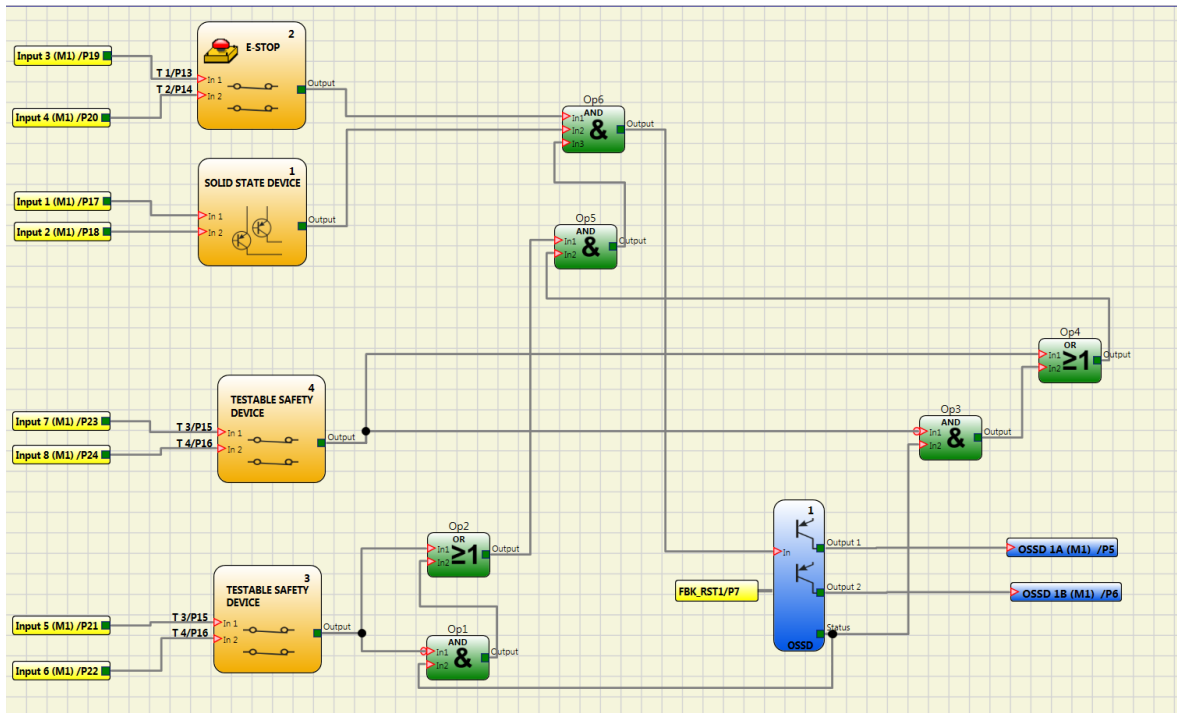 2
E-STOP
Input 3 (M1) /P19
T 1/P13
In 1
T 2/P14
In 2
Output
Input 4 (M1) /P20
Op6
AND
In1
&
In2
In3
Output
1
SOLID STATE DEVICE
Input 1 (M1) /P17
In 1
Input 2 (M1) /P18
In 2
Output
Op5
AND
In1
&
In2
Output
Op4
OR
In1
≥1
In2
Output
4
TESTABLE SAFETY
DEVICE
Input 7 (M1) /P23
T 3/P15
In 1
Input 8 (M1) /P24
T 4/P16
In 2
Output
Op3
AND
In1
&
In2
Output
Op2
OR
In1
≥1
In2
Output
1
In
Output 1
OSSD 1A (M1) /P5
FBK_RST1/P7
Output 2
OSSD 1B (M1) /P6
Status
OSSD
3
TESTABLE SAFETY
DEVICE
Input 5 (M1) /P21
T 3/P15
In 1
Input 6 (M1) /P22
T 4/P16
In 2
Output
Op1
AND
In1
&
In2
Output